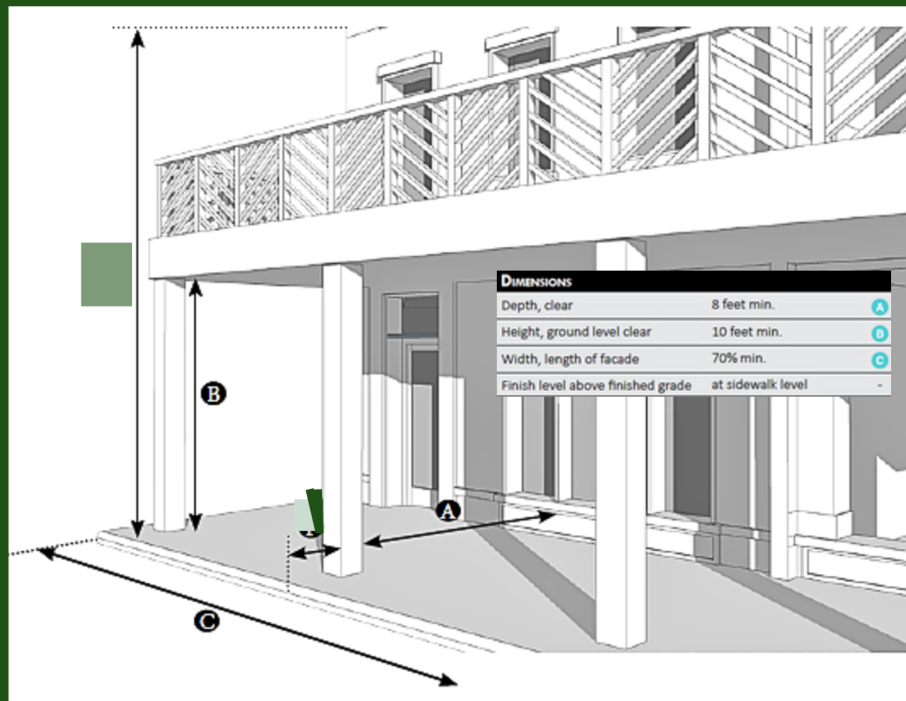 DIMENSIONS
Depth, clear 8 feet min. A
Height, ground level clear 10 feet min. B
Width, length of facade 70% min. C
Finish level above finished grade at sidewalk level -
B
A
C